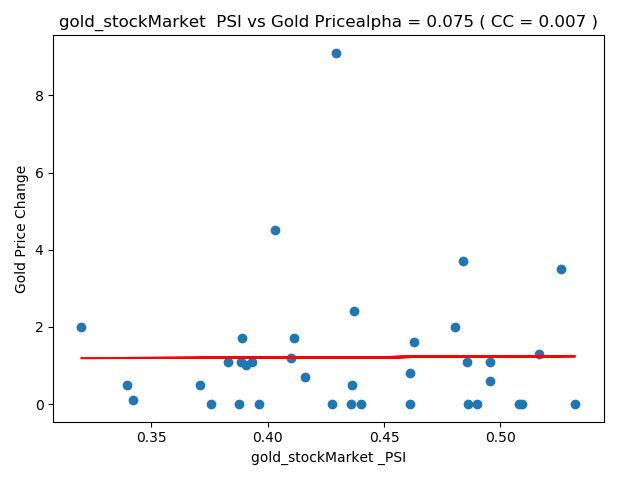 gold_stockMarket  PSI vs Gold Pricealpha = 0.075 ( CC = 0.007 )
Gold Price Change
8
6
4
2
0
0.35 0.40 0.45 0.50
gold_stockMarket _PSI